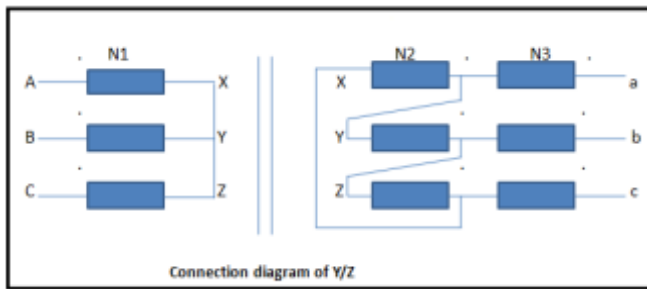 N1 N2 N3
A X X a
B Y Y b
C Z Z c
Connection diagram of Y/Z